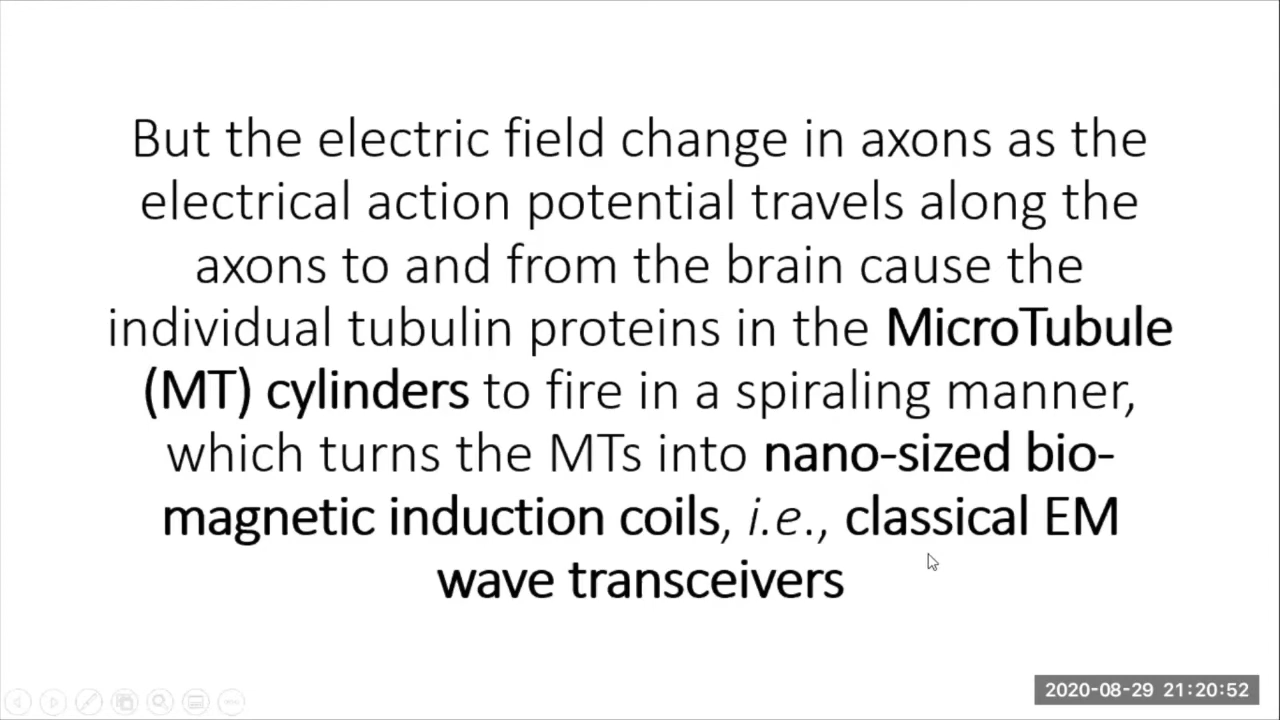 But the electric field change in axons as the
electrical action potential travels along the
axons to and from the brain cause the
individual tubulin proteins in the MicroTubule
(MT) cylinders to fire in a spiraling manner,
which turns the MTs into nano-sized bio-
magnetic induction coils, i.e., classical EM
wave transceivers
2020-08-29 21:20:52